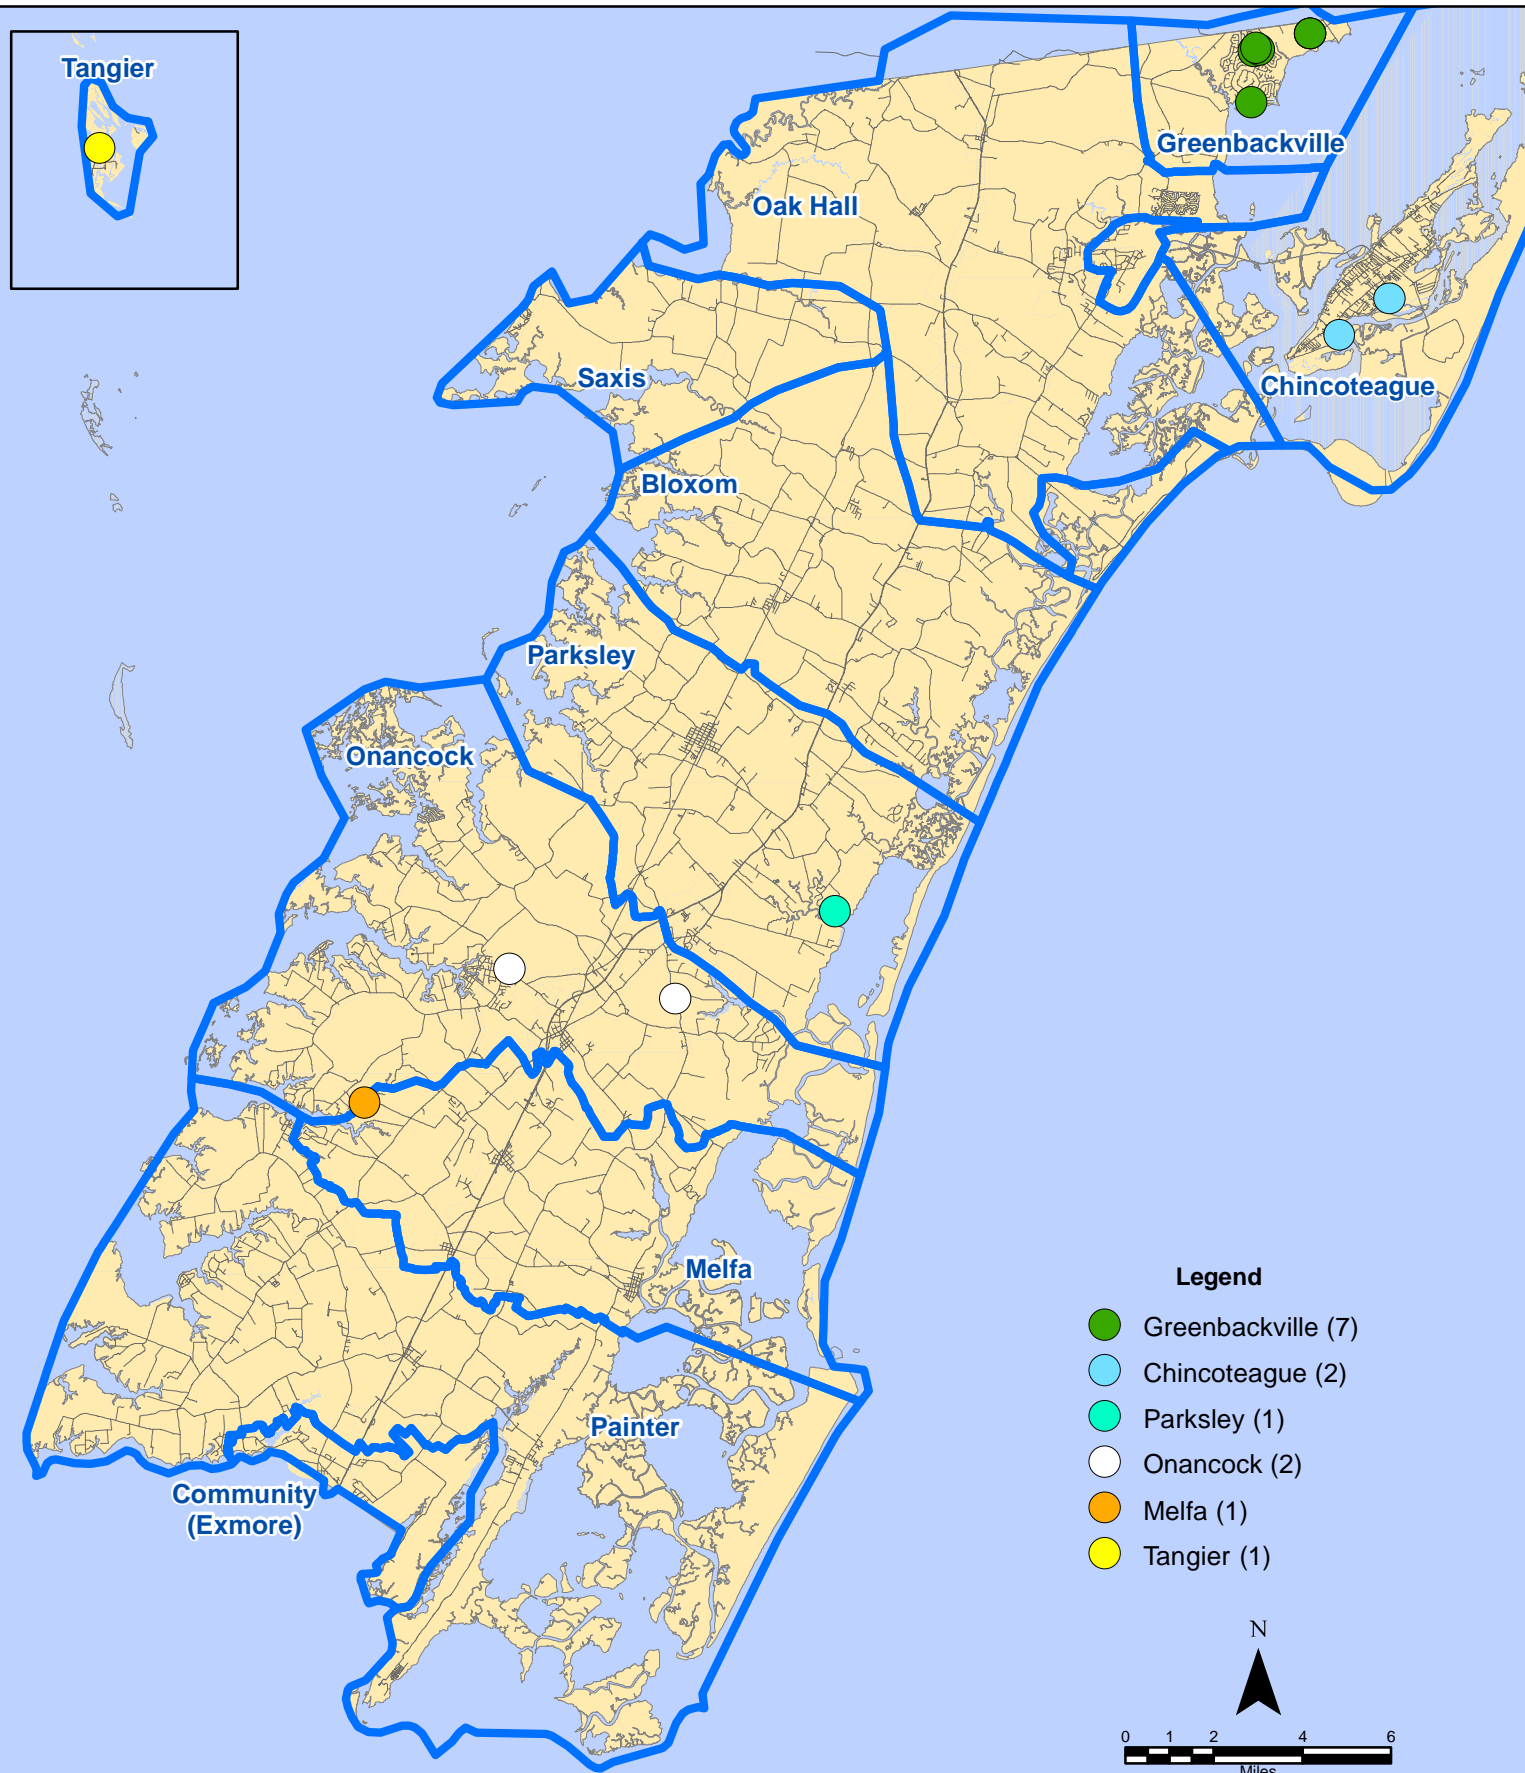 Tangier
Greenbackville
Oak Hall
Saxis
Chincoteague
Bloxom
Parksley
Onancock
Melfa
Painter
Community
(Exmore)
Legend
Greenbackville (7)
Chincoteague (2)
Parksley (1)
Onancock (2)
Melfa (1)
Tangier (1)
N
0 1 2 4 6
Miles